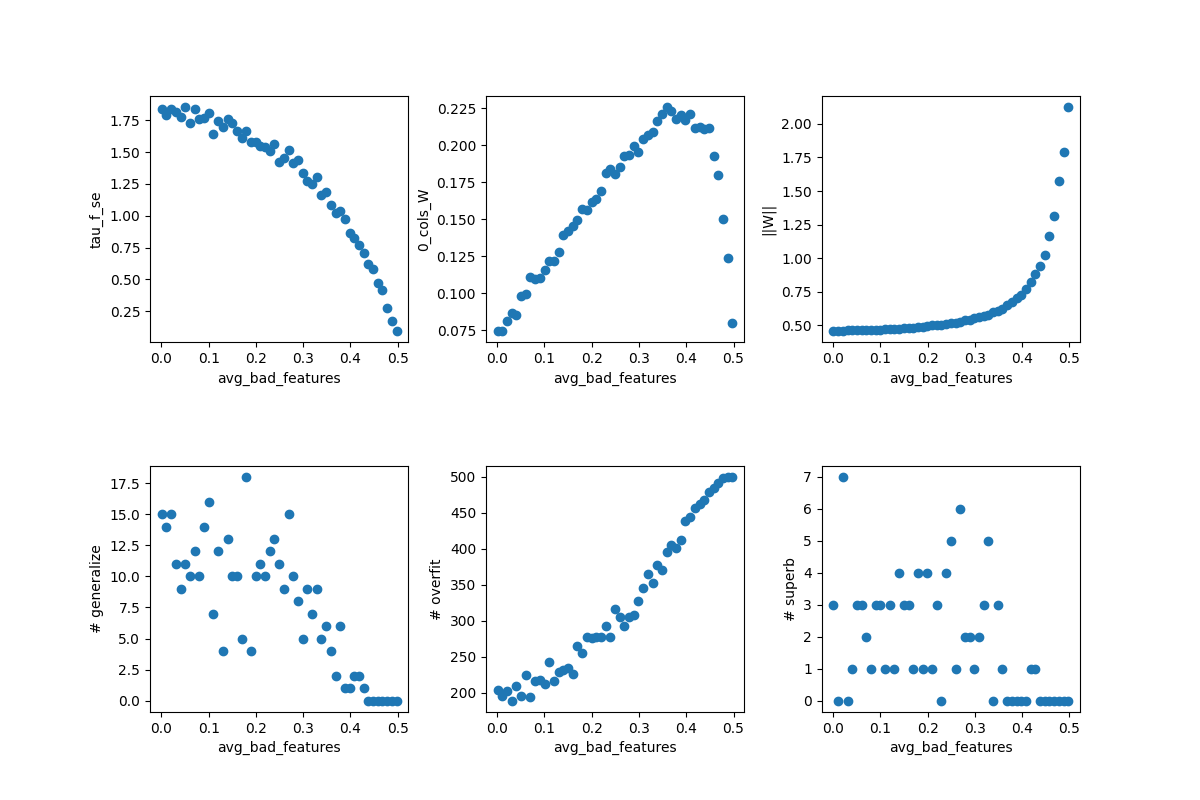 tau_f_se
1.75
1.50
1.25
1.00
0.75
0.50
0.25
0.0 0.1 0.2 0.3 0.4 0.5
avg_bad_features
0_cols_W
0.225
0.200
0.175
0.150
0.125
0.100
0.075
0.0 0.1 0.2 0.3 0.4 0.5
avg_bad_features
||W||
2.00
1.75
1.50
1.25
1.00
0.75
0.50
0.0 0.1 0.2 0.3 0.4 0.5
avg_bad_features
# generalize
17.5
15.0
12.5
10.0
7.5
5.0
2.5
0.0
0.0 0.1 0.2 0.3 0.4 0.5
avg_bad_features
# overfit
500
450
400
350
300
250
200
0.0 0.1 0.2 0.3 0.4 0.5
avg_bad_features
# superb
7
6
5
4
3
2
1
0
0.0 0.1 0.2 0.3 0.4 0.5
avg_bad_features